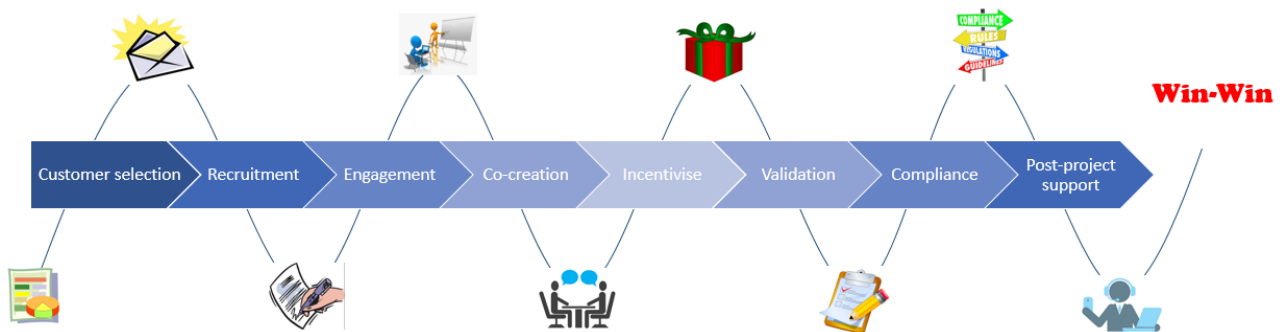 COMPLIANCE
RULES
REGULATIONS
GUIDELINES
Win-Win
Customer selection
Recruitment
Engagement
Co-creation
Incentivise
Validation
Compliance
Post-project
support